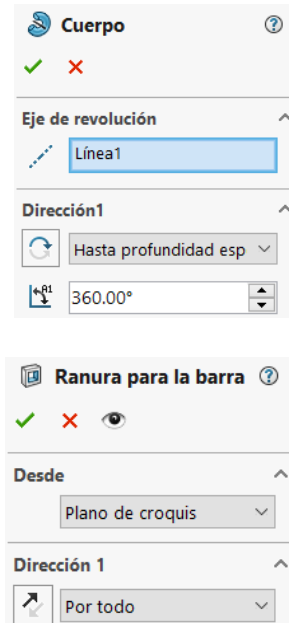 Cuerpo
Eje de revolución
Línea1
Dirección1
Hasta profundidad esp
A1
360.00°
Ranura para la barra
Desde
Plano de croquis
Dirección 1
Por todo